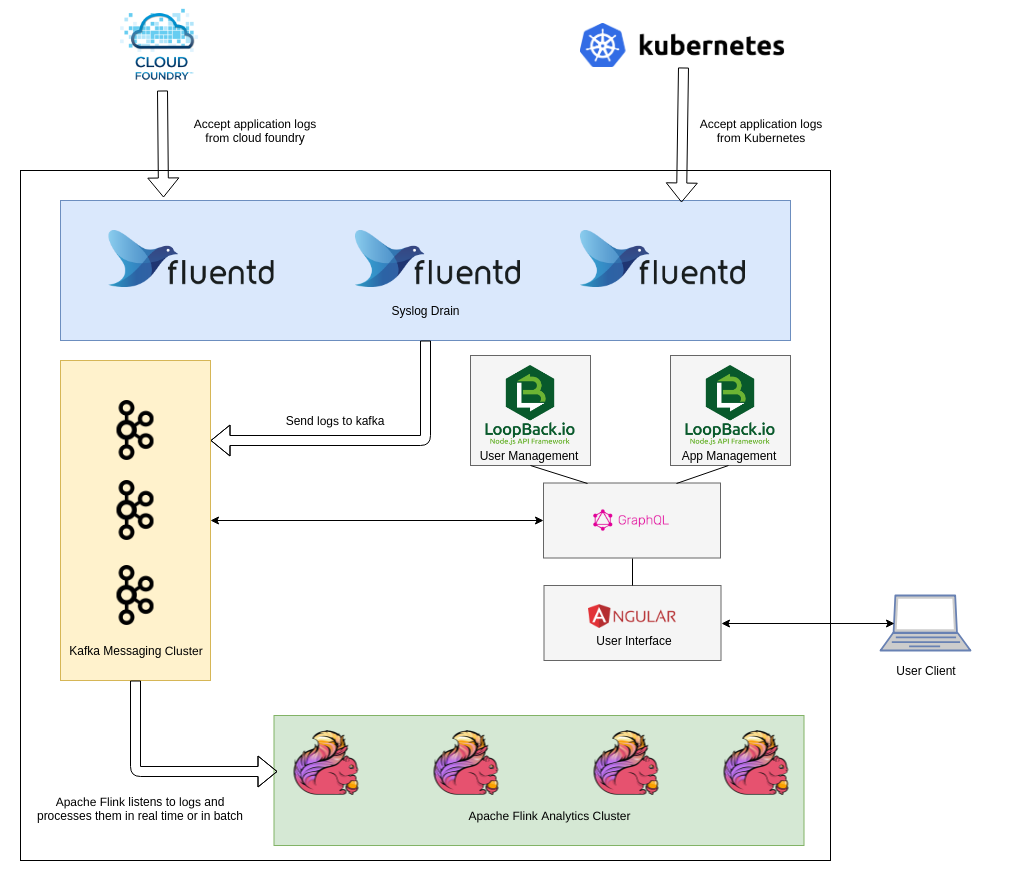 CLOUD
FOUNDRY™
kubernetes
Accept application logs
from cloud foundry
Accept application logs
from Kubernetes
fluentd
fluentd
fluentd
Syslog Drain
Send logs to kafka
LoopBack.io
Node.js API Framework
User Management
LoopBack.io
Node.js API Framework
App Management
GraphQL
ANGULAR
User Interface
Kafka Messaging Cluster
User Client
Apache Flink listens to logs and
processes them in real time or in batch
Apache Flink Analytics Cluster